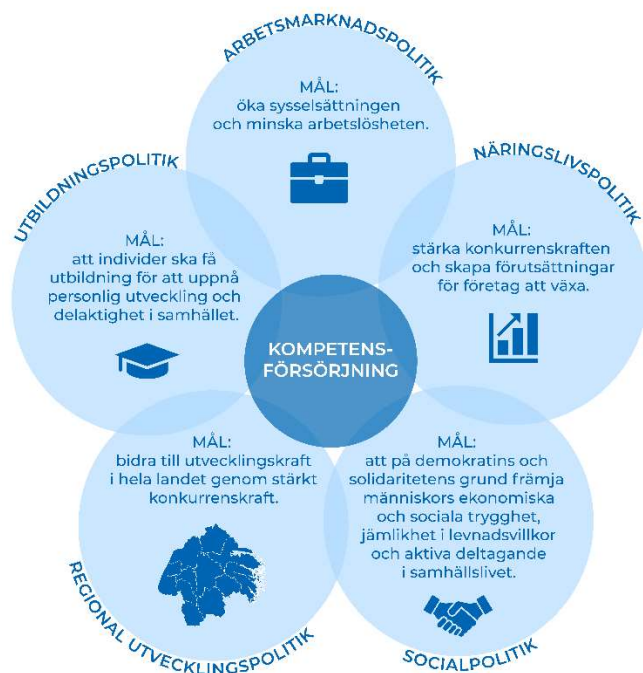 ARBETSMARKNADSPOLITIK
MÅL:
öka sysselsättningen
och minska arbetslösheten.
UTBILDNINGSPOLITIK
MÅL:
att individer ska få
utbildning för att uppnå
personlig utveckling och
delaktighet i samhället.
NÄRINGSLIVSPOLITIK
MÅL:
stärka konkurrenskraften
och skapa förutsättningar
för företag att växa.
KOMPETENS-
FÖRSÖRJNING
MÅL:
bidra till utvecklingskraft
i hela landet genom stärkt
konkurrenskraft.
REGIONAL UTVECKLINGSPOLITIK
MÅL:
att på demokratins och
solidaritetens grund främja
människors ekonomiska
och sociala trygghet,
jämlikhet i levnadsvillkor
och aktiva deltagande
i samhällslivet.
SOCIALPOLITIK